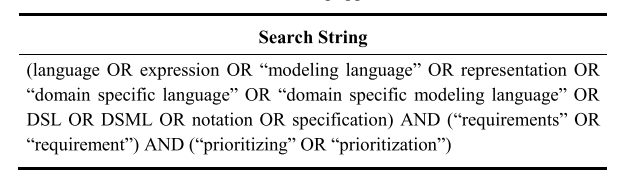 Search String
(language OR expression OR “modeling language” OR representation OR
“domain specific language” OR “domain specific modeling language” OR
DSL OR DSML OR notation OR specification) AND (“requirements” OR
“requirement”) AND (“prioritizing” OR “prioritization”)